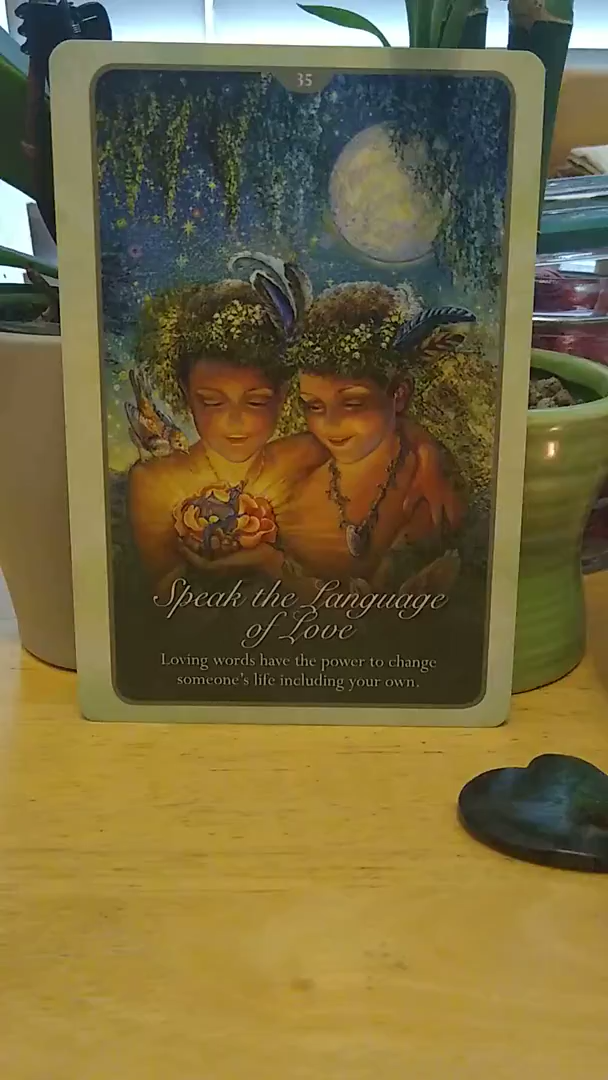 35
Speak the Language
of Love
Loving words have the power to change
someone's life including your own.